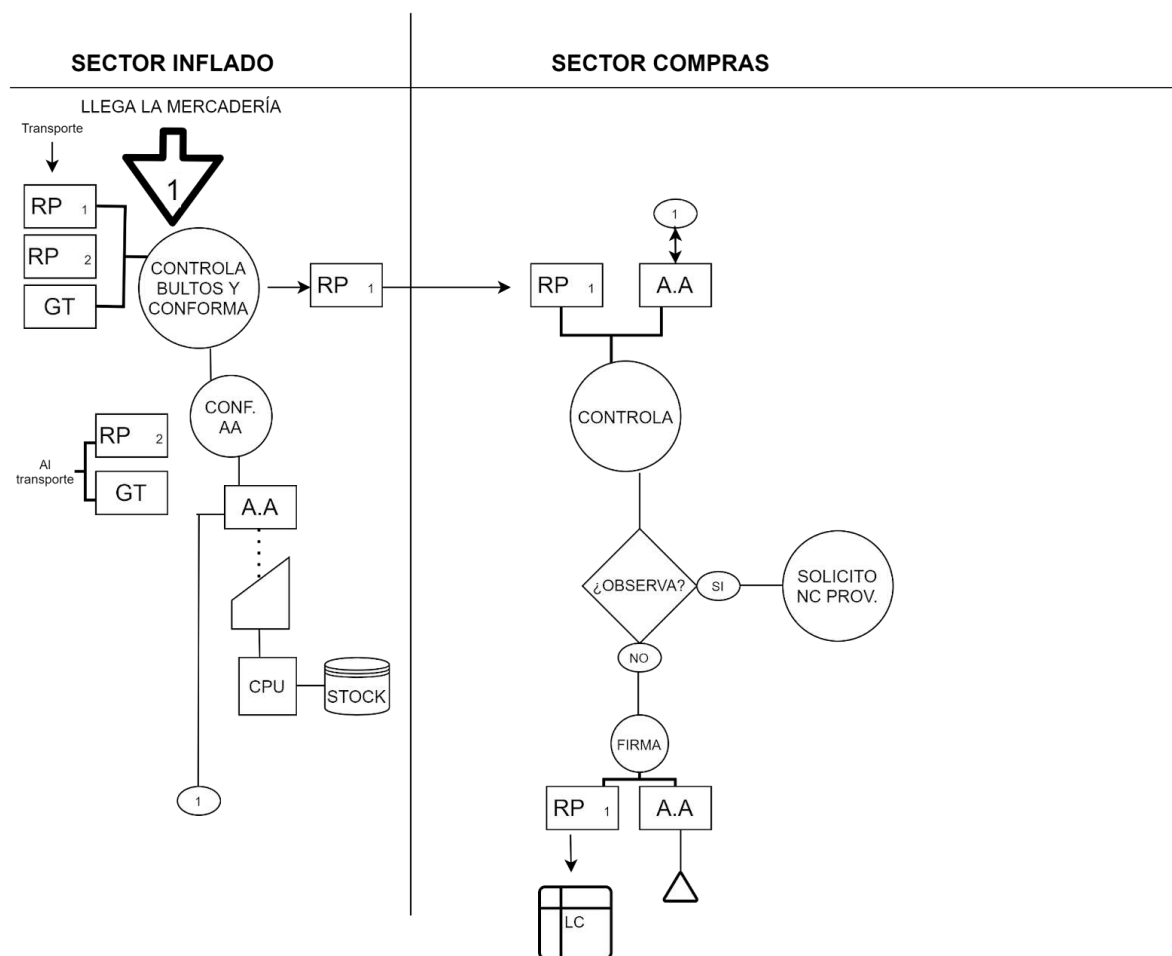 SECTOR INFLADO
SECTOR COMPRAS
LLEGA LA MERCADERÍA
Transporte
1
RP 1
RP 2
GT
CONTROLA
BULTOS Y
CONFORMA
RP 1
CONF.
AA
RP 2
Al
transporte
GT
A.A
CPU
STOCK
1
1
RP 1
A.A
CONTROLA
¿OBSERVA?
SI
SOLICITO
NC PROV.
NO
FIRMA
RP 1
A.A
LC